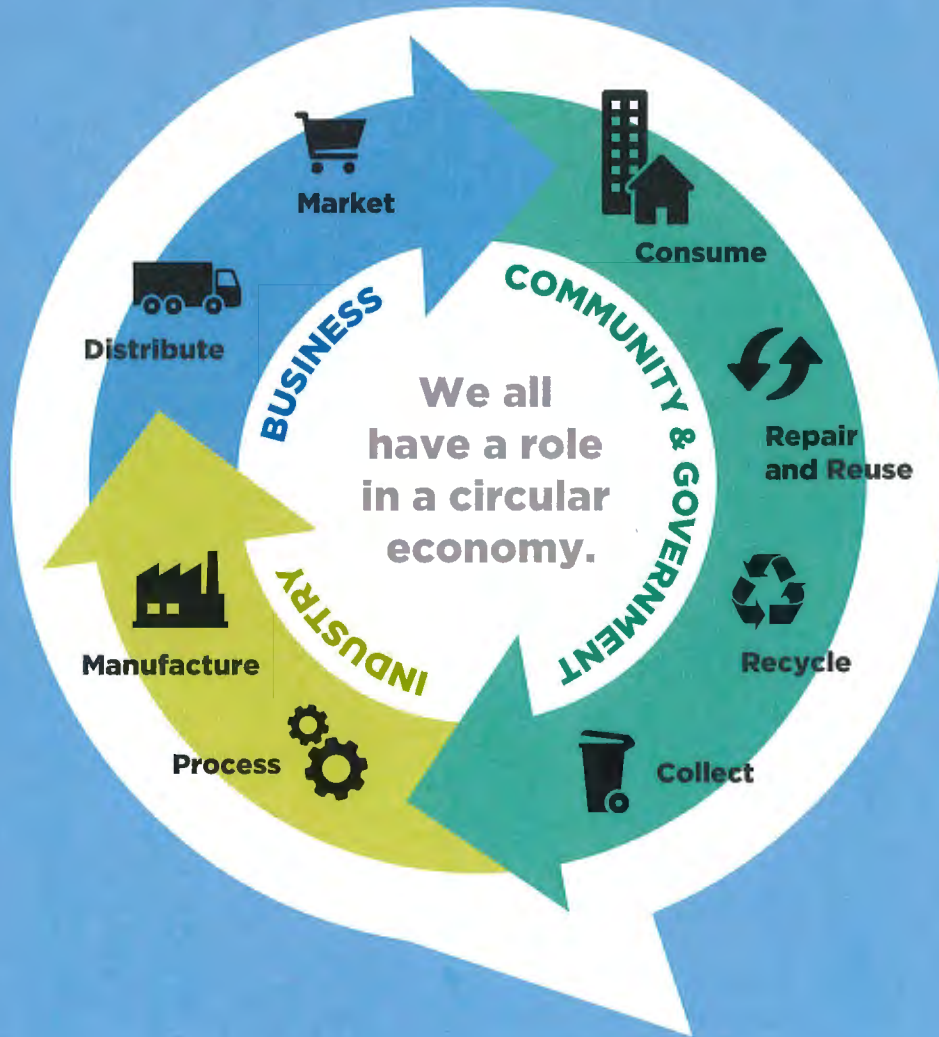 Market
Distribute
BUSINESS
Consume
COMMUNITY & GOVERNMENT
Repair
and Reuse
Recycle
Collect
We all
have a role
in a circular
economy.
INDUSTRY
Manufacture
Process